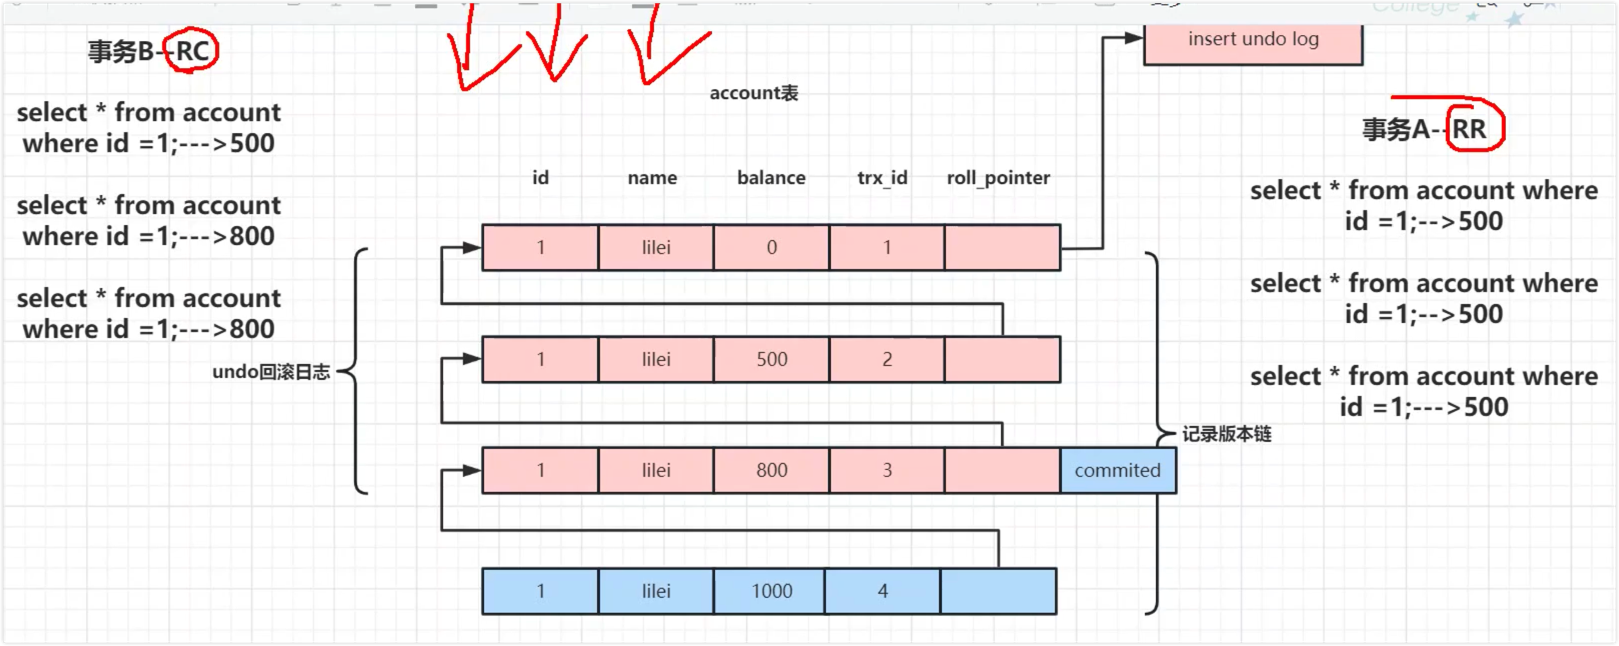 College
insert undo log
事务B--RC
select * from account
where id =1;--->500
select * from account
where id =1;--->800
select * from account
where id =1;--->800
undo回滚日志
account表
id name balance trx_id roll_pointer
1 lilei 0 1
1 lilei 500 2
1 lilei 800 3 commited
1 lilei 1000 4
记录版本链
事务A--RR
select * from account where
id =1;-->500
select * from account where
id =1;-->500
select * from account where
id =1;--->500